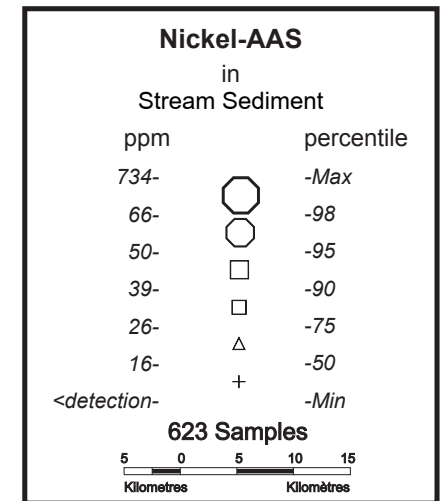 Nickel-AAS
in
Stream Sediment
ppm percentile
734- -Max
66- -98
50- -95
39- -90
26- -75
16- -50
<detection- -Min
623 Samples
5 0 5 10 15
Kilometres Kilomètres